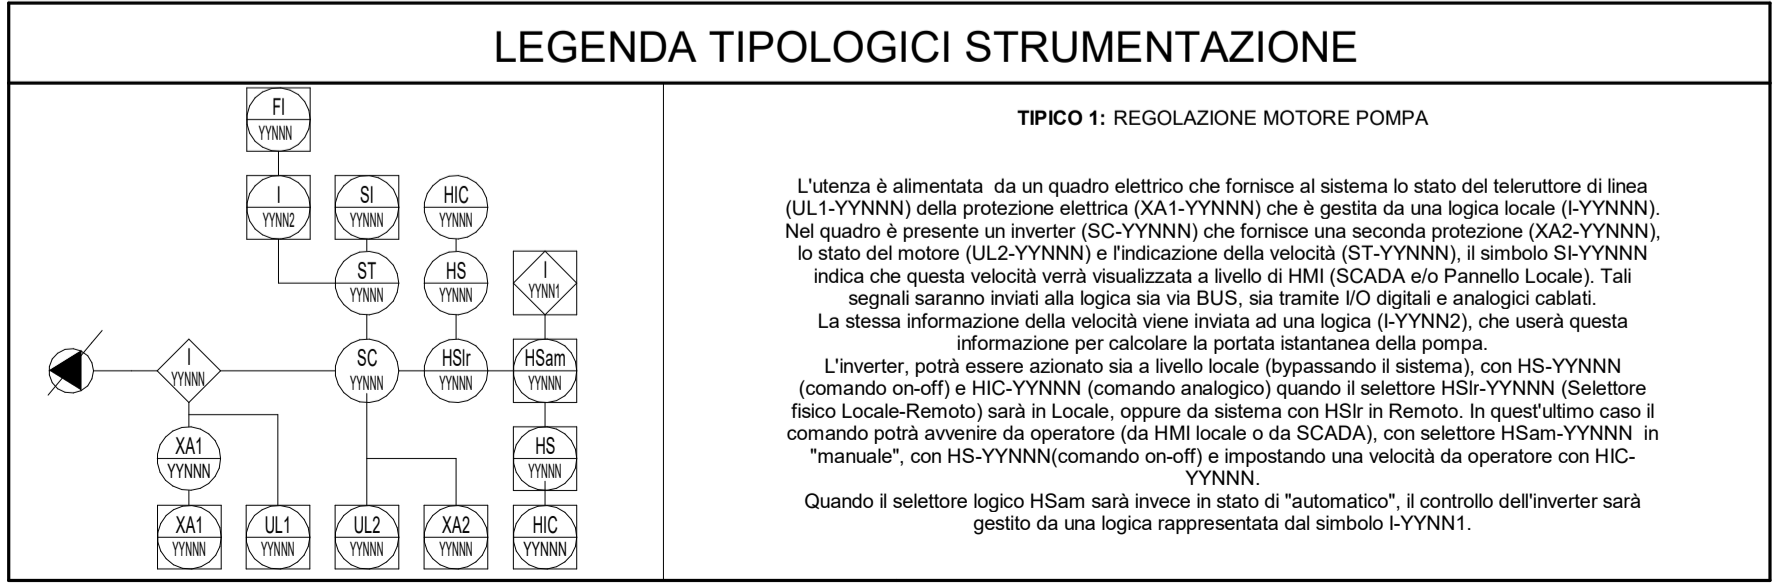 LEGENDA TIPOLOGICI STRUMENTAZIONE
FI
YYNNN
I
YYNN2
SI
YYNNN
HIC
YYNNN
ST
YYNNN
HS
YYNNN
I
YYNN1
I
YYNNN
SC
YYNNN
HSlr
YYNNN
HSam
YYNNN
XA1
YYNNN
HS
YYNNN
XA1
YYNNN
UL1
YYNNN
UL2
YYNNN
XA2
YYNNN
HIC
YYNNN
TIPICO 1: REGOLAZIONE MOTORE POMPA
L'utenza è alimentata da un quadro elettrico che fornisce al sistema lo stato del teleruttore di linea
(UL1-YYNNN) della protezione elettrica (XA1-YYNNN) che è gestita da una logica locale (I-YYNNN).
Nel quadro è presente un inverter (SC-YYNNN) che fornisce una seconda protezione (XA2-YYNNN),
lo stato del motore (UL2-YYNNN) e l'indicazione della velocità (ST-YYNNN), il simbolo SI-YYNNN
indica che questa velocità verrà visualizzata a livello di HMI (SCADA e/o Pannello Locale). Tali
segnali saranno inviati alla logica sia via BUS, sia tramite I/O digitali e analogici cablati.
La stessa informazione della velocità viene inviata ad una logica (I-YYNN2), che userà questa
informazione per calcolare la portata istantanea della pompa.
L'inverter, potrà essere azionato sia a livello locale (bypassando il sistema), con HS-YYNNN
(comando on-off) e HIC-YYNNN (comando analogico) quando il selettore HSlr-YYNNN (Selettore
fisico Locale-Remoto) sarà in Locale, oppure da sistema con HSlr in Remoto. In quest'ultimo caso il
comando potrà avvenire da operatore (da HMI locale o da SCADA), con selettore HSam-YYNNN in
"manuale", con HS-YYNNN(comando on-off) e impostando una velocità da operatore con HIC-
YYNNN.
Quando il selettore logico HSam sarà invece in stato di "automatico", il controllo dell'inverter sarà
gestito da una logica rappresentata dal simbolo I-YYNN1.